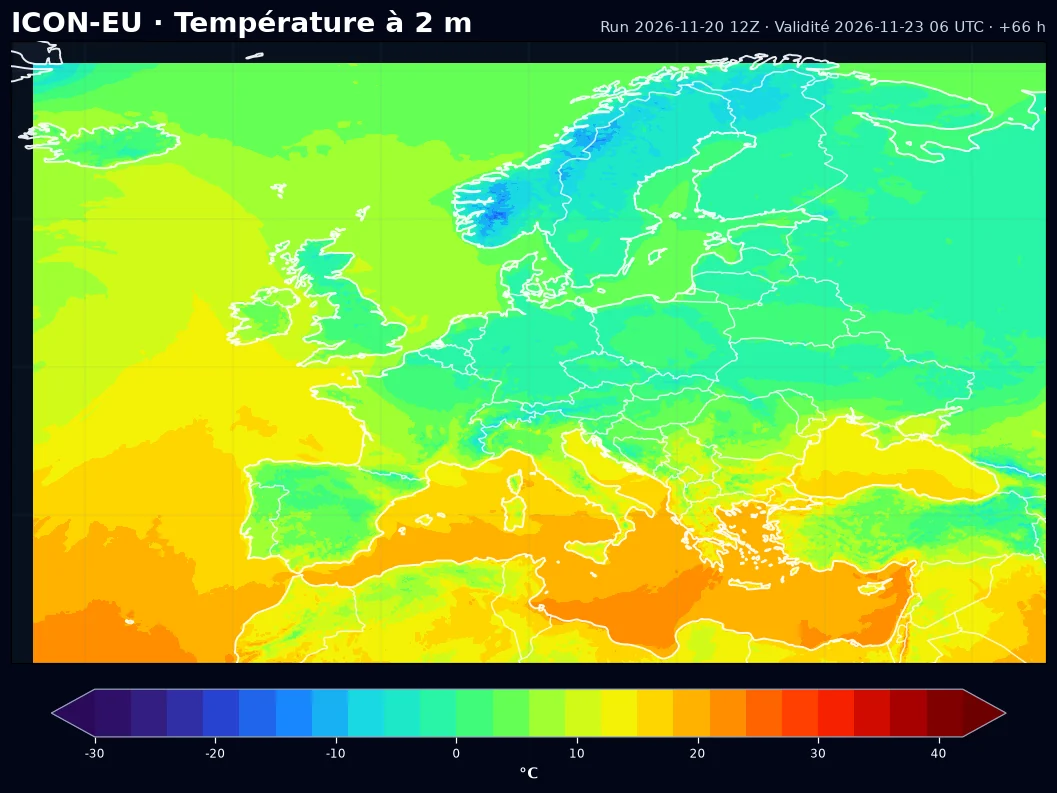 ICON-EU · Température à 2 m
Run 2026-11-20 12Z · Validité 2026-11-23 06 UTC · +66 h
-30 -20 -10 0 10 20 30 40
°C